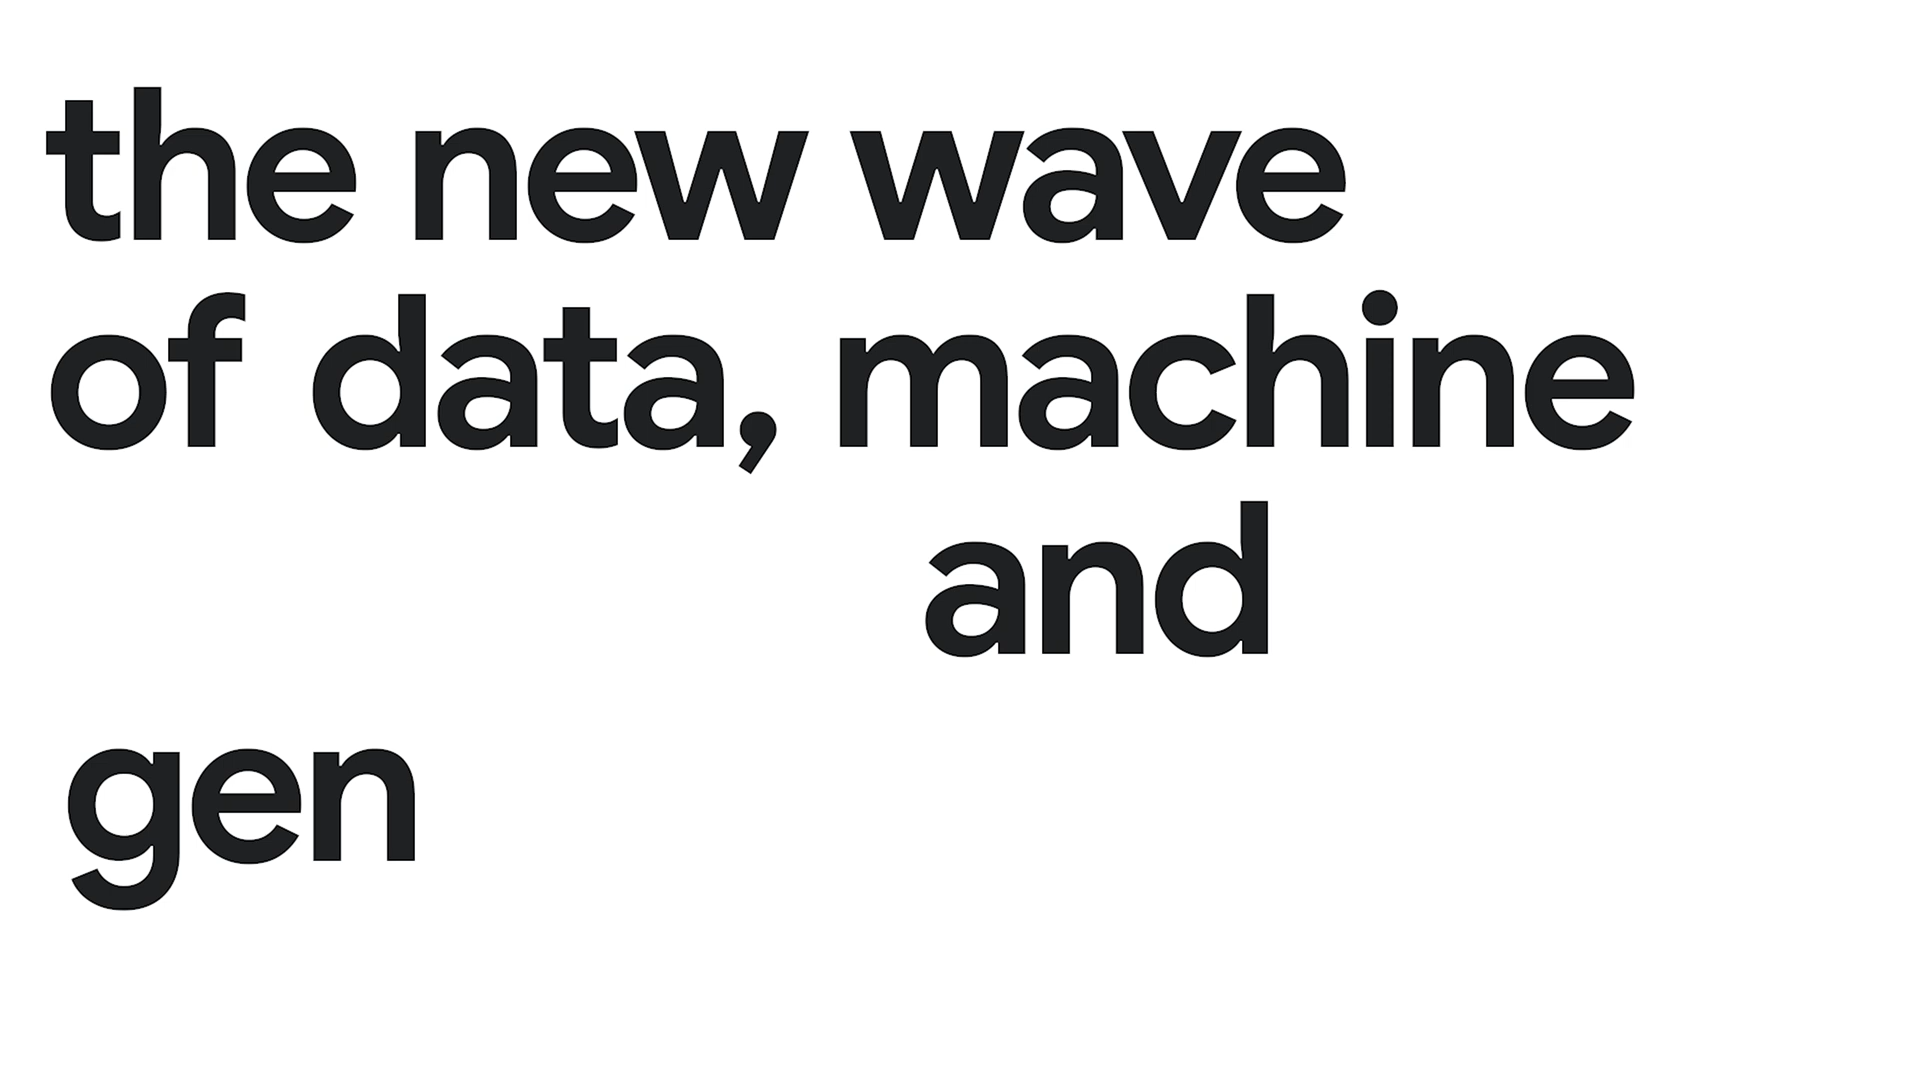 the new wave
of data, machine
and
gen